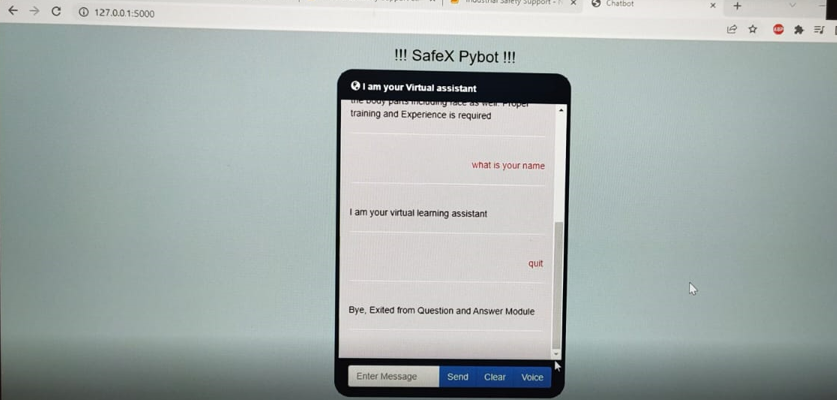 Industrial Safety Support -
Chatbot
127.0.0.1:5000
!!! SafeX Pybot !!!
I am your Virtual assistant
the body parts including face as well. Proper
training and Experience is required
what is your name
I am your virtual learning assistant
quit
Bye, Exited from Question and Answer Module
Enter Message Send Clear Voice